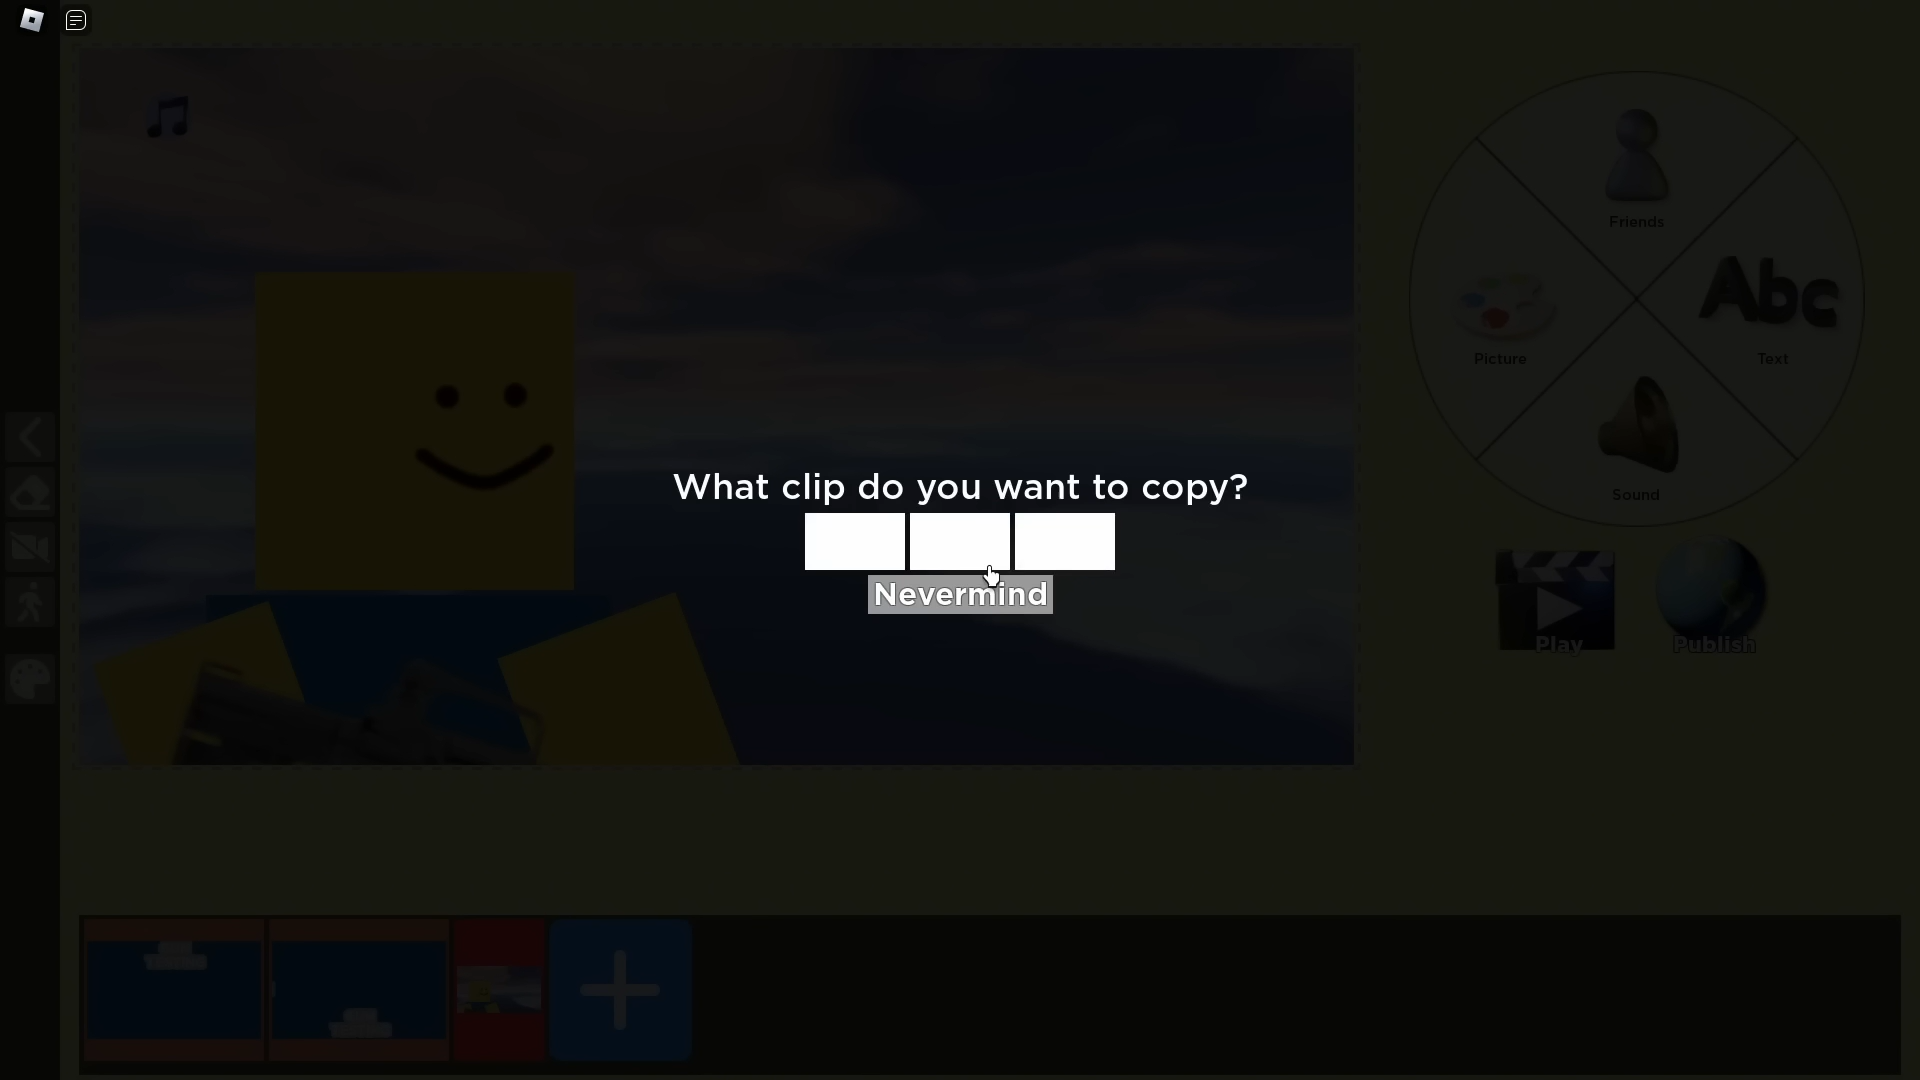 Friends
Abc
Picture
Text
What clip do you want to copy?
Sound
Nevermind
Play
Publish